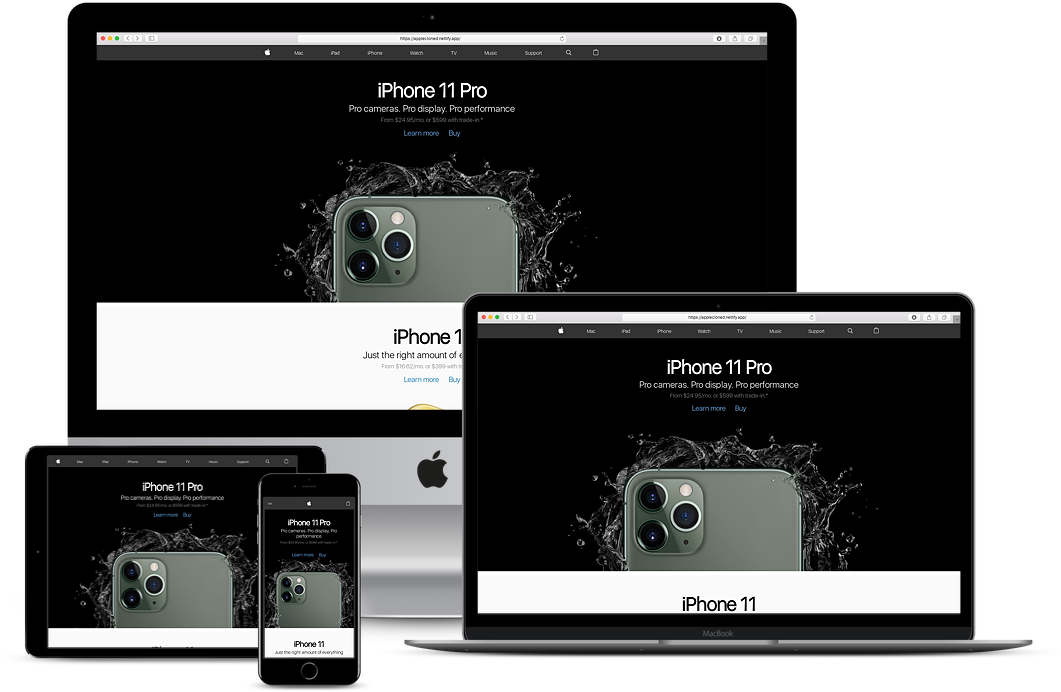 https://applecloned.netlify.app/
Mac iPad iPhone Watch TV Music Support
iPhone 11 Pro
Pro cameras. Pro display. Pro performance
From $24.95/mo. or $599 with trade-in.*
Learn more Buy
iPhone 1
Just the right amount of e
From $16.62/mo. or $399 with tr
Learn more Buy
https://applecloned.netlify.app/
Mac iPad iPhone Watch TV Music Support
iPhone 11 Pro
Pro cameras. Pro display. Pro performance
From $24.95/mo. or $599 with trade-in.*
Learn more Buy
iPhone 11
MacBook
Mac iPad iPhone Watch TV Music Support
iPhone 11 Pro
Pro cameras. Pro display. Pro performance
From $24.95/mo. or $599 with trade-in.*
Learn more Buy
iPhone 11 Pro
Pro cameras. Pro display. Pro
performance
From $24.95/mo. or $599 with trade-in.*
Learn more Buy
iPhone 11
Just the right amount of everything